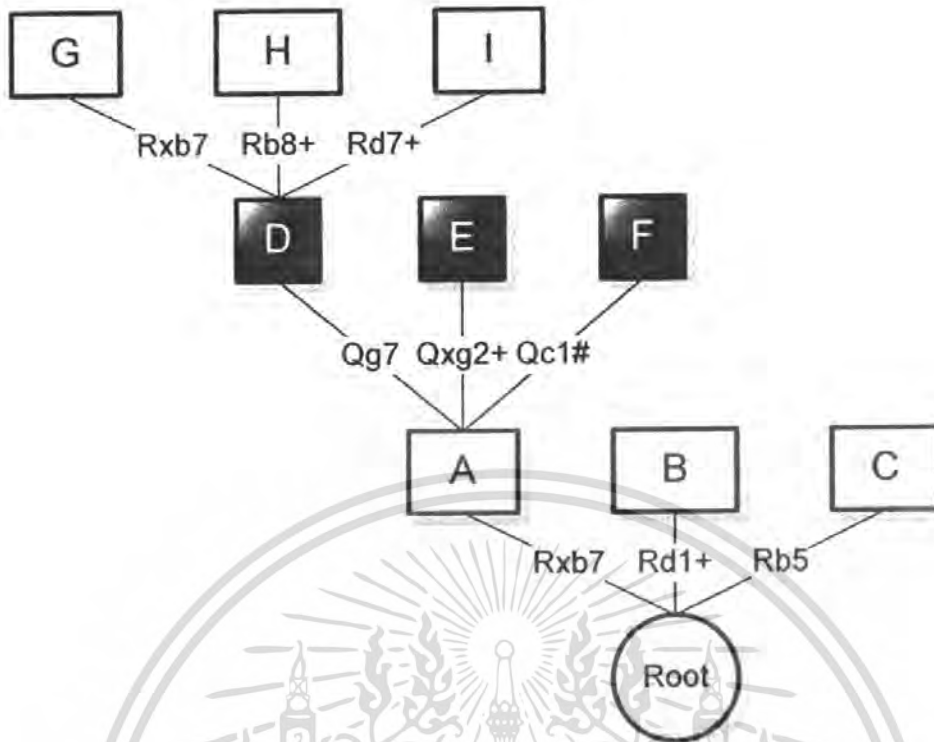 G H I
Rxb7 Rb8+ Rd7+
D E F
Qg7 Qxg2+ Qc1#
A B C
Rxb7 Rd1+ Rb5
Root